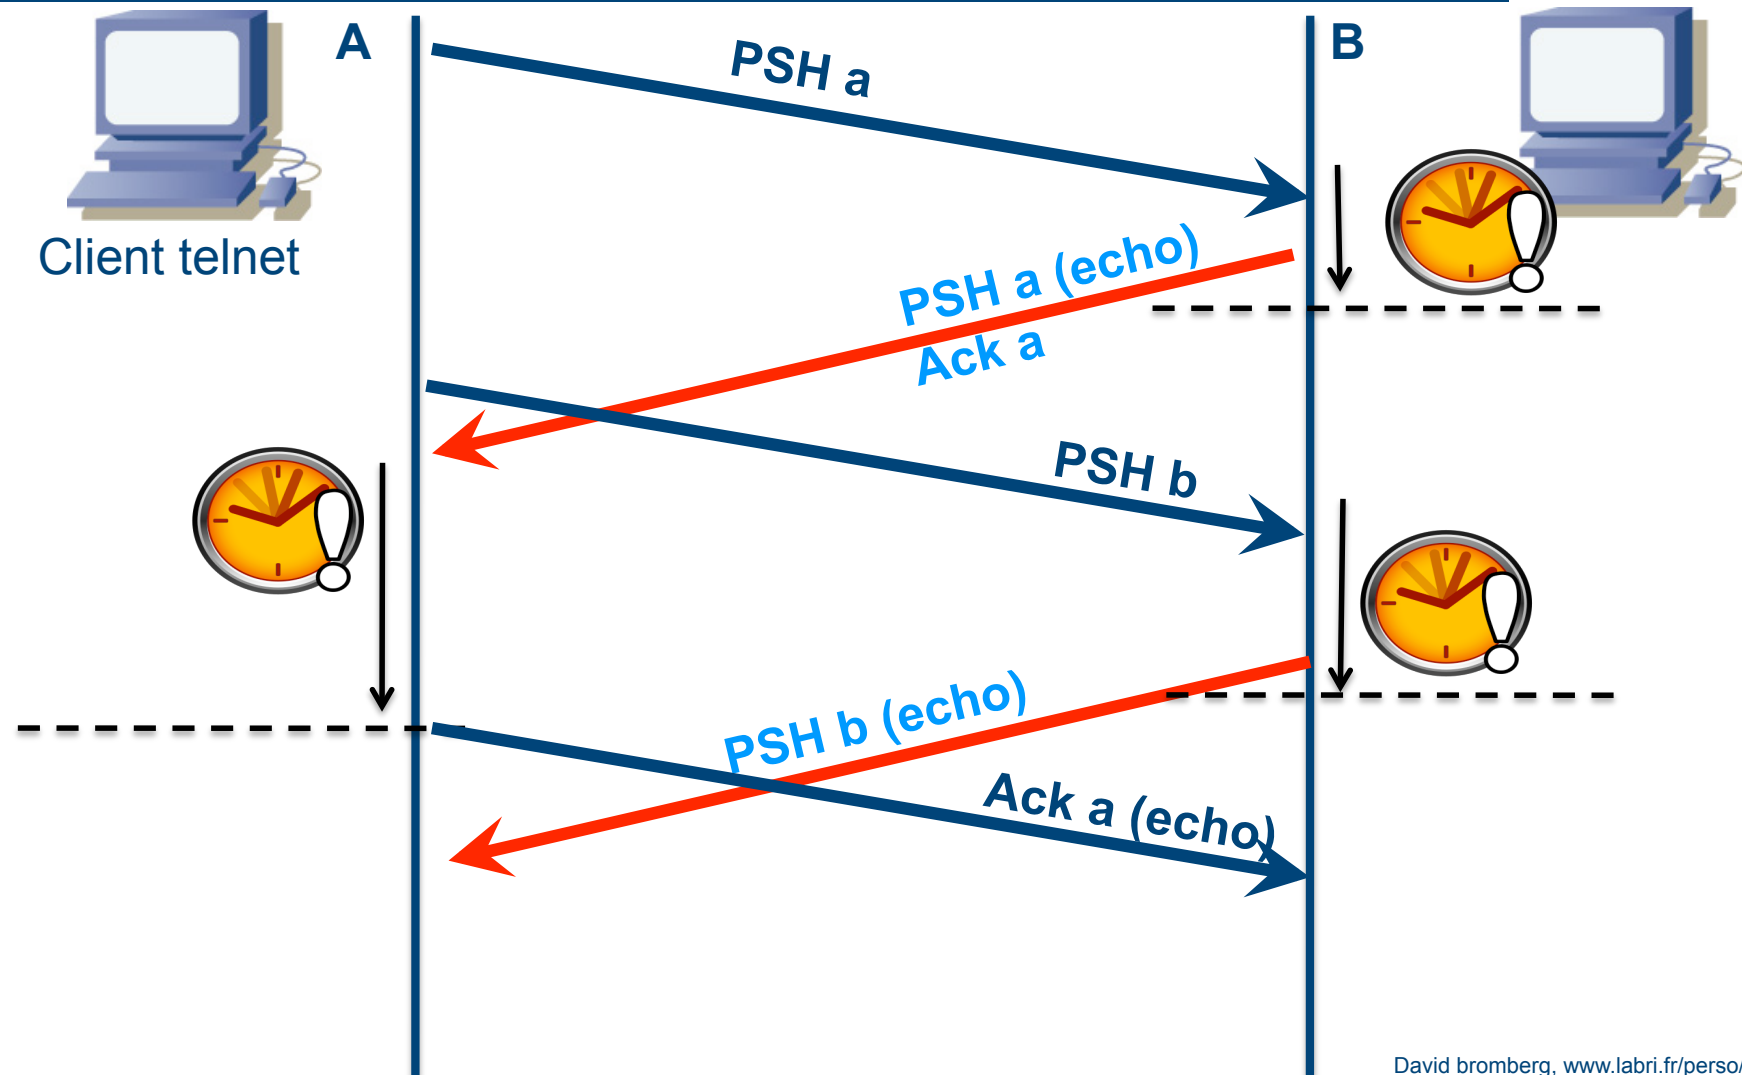 A
B
PSH a
Client telnet
PSH a (echo)
Ack a
PSH b
PSH b (echo)
Ack a (echo)
David bromberg, www.labri.fr/perso/